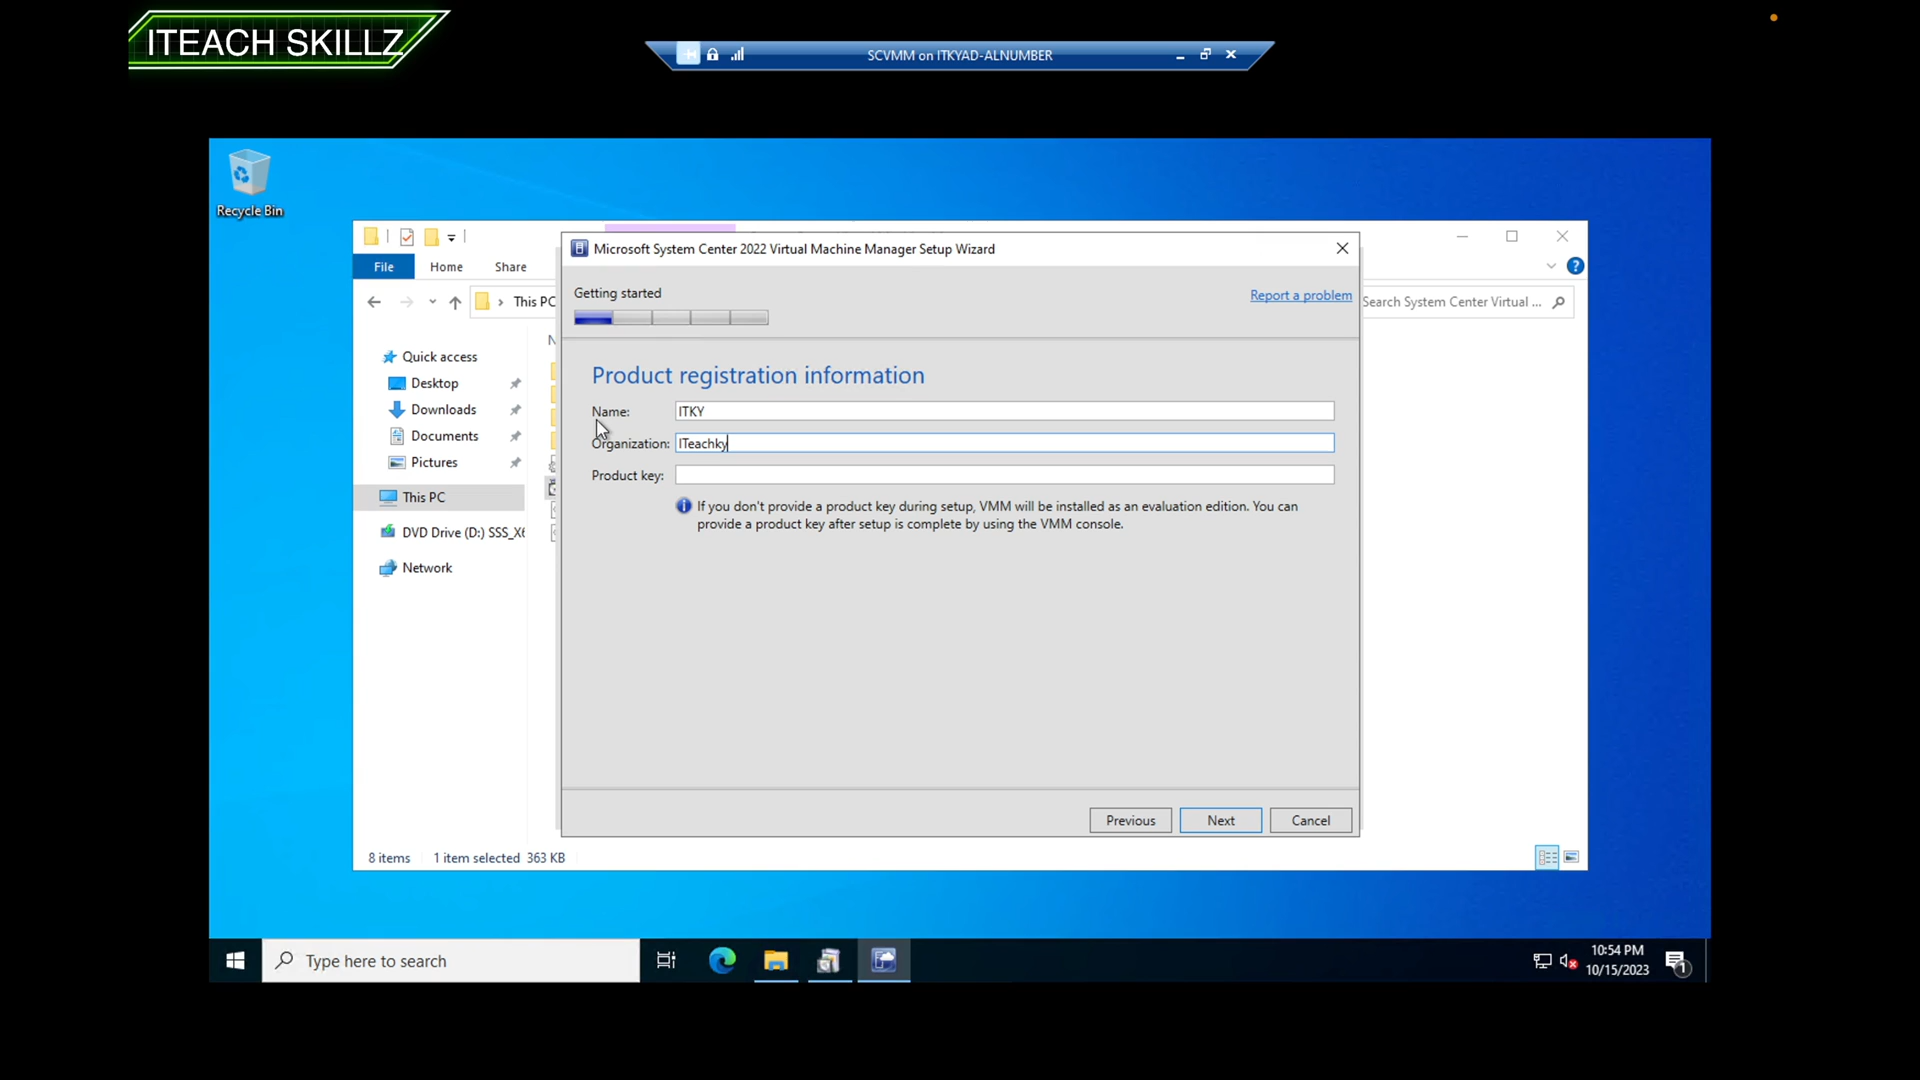 ITEACH SKILLZ
SCVMM on ITKYAD-ALNUMBER
Recycle Bin
File Home Share
This PC
Search System Center Virtual ...
Quick access
Desktop
Downloads
Documents
Pictures
This PC
DVD Drive (D:) SSS_X6
Network
8 items 1 item selected 363 KB
Microsoft System Center 2022 Virtual Machine Manager Setup Wizard
Getting started
Report a problem
Product registration information
Name: ITKY
Organization: ITeachky
Product key:
If you don't provide a product key during setup, VMM will be installed as an evaluation edition. You can
provide a product key after setup is complete by using the VMM console.
Previous Next Cancel
Type here to search
10:54 PM
10/15/2023
1